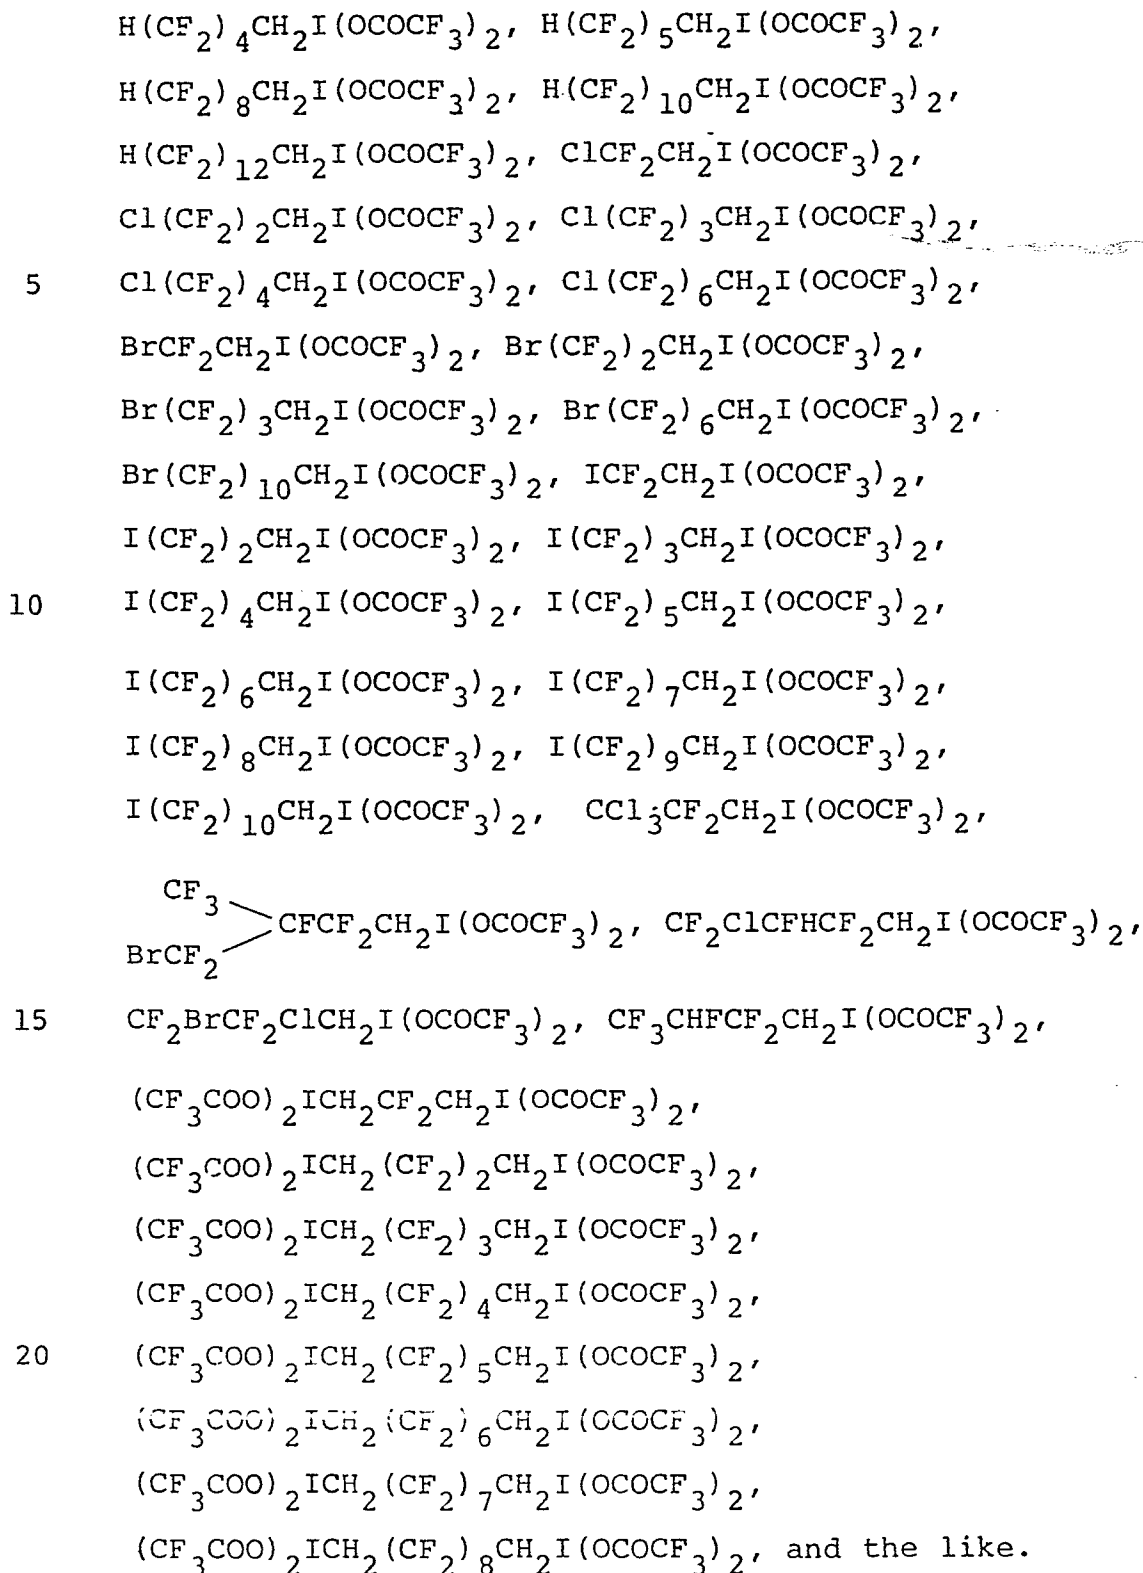 H(CF₂)₄CH₂I(OCOCF₃)₂, H(CF₂)₅CH₂I(OCOCF₃)₂,
H(CF₂)₈CH₂I(OCOCF₃)₂, H(CF₂)₁₀CH₂I(OCOCF₃)₂,
H(CF₂)₁₂CH₂I(OCOCF₃)₂, ClCF₂CH₂I(OCOCF₃)₂,
Cl(CF₂)₂CH₂I(OCOCF₃)₂, Cl(CF₂)₃CH₂I(OCOCF₃)₂,
5 Cl(CF₂)₄CH₂I(OCOCF₃)₂, Cl(CF₂)₆CH₂I(OCOCF₃)₂,
BrCF₂CH₂I(OCOCF₃)₂, Br(CF₂)₂CH₂I(OCOCF₃)₂,
Br(CF₂)₃CH₂I(OCOCF₃)₂, Br(CF₂)₆CH₂I(OCOCF₃)₂,
Br(CF₂)₁₀CH₂I(OCOCF₃)₂, ICF₂CH₂I(OCOCF₃)₂,
I(CF₂)₂CH₂I(OCOCF₃)₂, I(CF₂)₃CH₂I(OCOCF₃)₂,
10 I(CF₂)₄CH₂I(OCOCF₃)₂, I(CF₂)₅CH₂I(OCOCF₃)₂,
I(CF₂)₆CH₂I(OCOCF₃)₂, I(CF₂)₇CH₂I(OCOCF₃)₂,
I(CF₂)₈CH₂I(OCOCF₃)₂, I(CF₂)₉CH₂I(OCOCF₃)₂,
I(CF₂)₁₀CH₂I(OCOCF₃)₂, CCl₃CF₂CH₂I(OCOCF₃)₂,
CF₃
CFCF₂CH₂I(OCOCF₃)₂, CF₂ClCFHCF₂CH₂I(OCOCF₃)₂,
BrCF₂
15 CF₂BrCF₂ClCH₂I(OCOCF₃)₂, CF₃CHFCF₂CH₂I(OCOCF₃)₂,
(CF₃COO)₂ICH₂CF₂CH₂I(OCOCF₃)₂,
(CF₃COO)₂ICH₂(CF₂)₂CH₂I(OCOCF₃)₂,
(CF₃COO)₂ICH₂(CF₂)₃CH₂I(OCOCF₃)₂,
(CF₃COO)₂ICH₂(CF₂)₄CH₂I(OCOCF₃)₂,
20 (CF₃COO)₂ICH₂(CF₂)₅CH₂I(OCOCF₃)₂,
(CF₃COO)₂ICH₂(CF₂)₆CH₂I(OCOCF₃)₂,
(CF₃COO)₂ICH₂(CF₂)₇CH₂I(OCOCF₃)₂,
(CF₃COO)₂ICH₂(CF₂)₈CH₂I(OCOCF₃)₂, and the like.